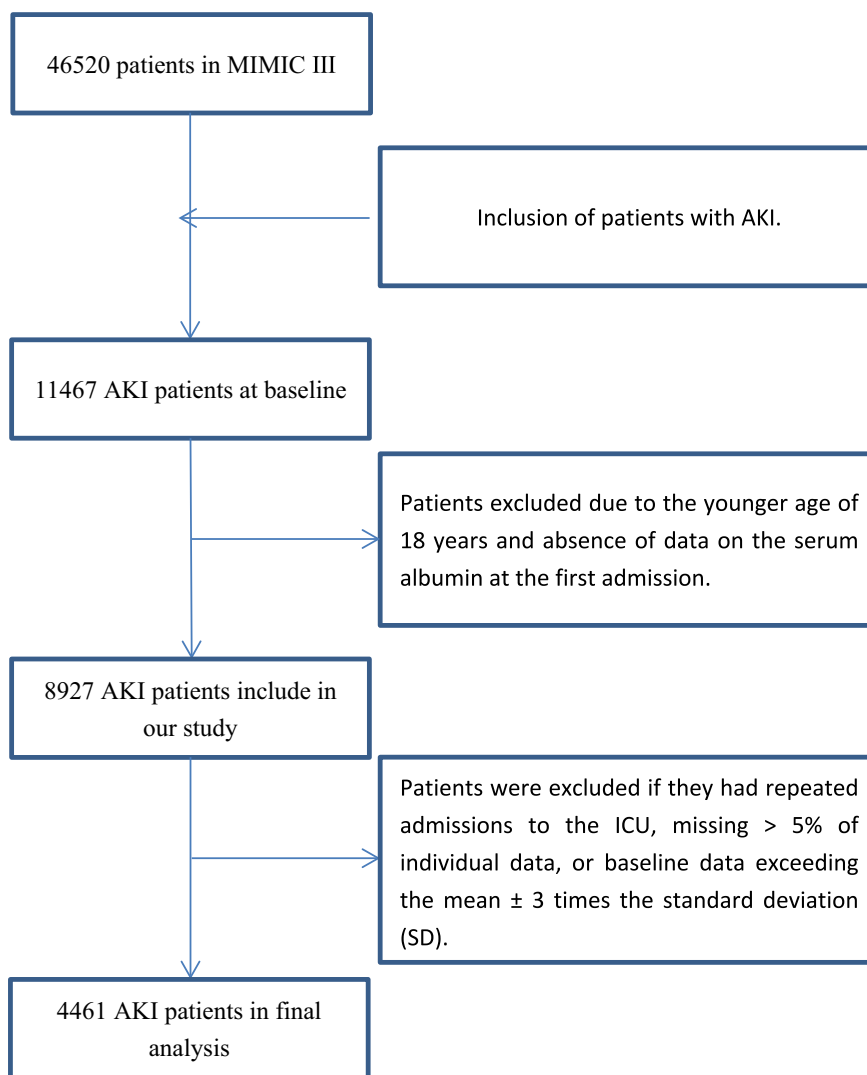 46520 patients in MIMIC III
Inclusion of patients with AKI.
11467 AKI patients at baseline
Patients excluded due to the younger age of
18 years and absence of data on the serum
albumin at the first admission.
8927 AKI patients include in
our study
Patients were excluded if they had repeated
admissions to the ICU, missing > 5% of
individual data, or baseline data exceeding
the mean ± 3 times the standard deviation
(SD).
4461 AKI patients in final
analysis